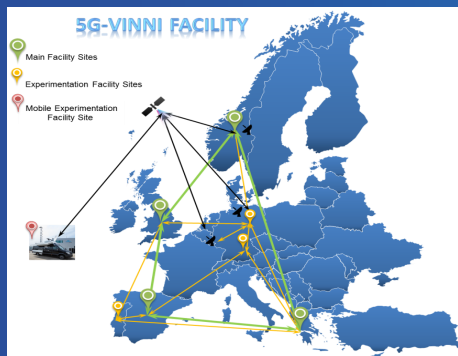 5G-VINNI FACILITY
Main Facility Sites
Experimentation Facility Sites
Mobile Experimentation
Facility Site